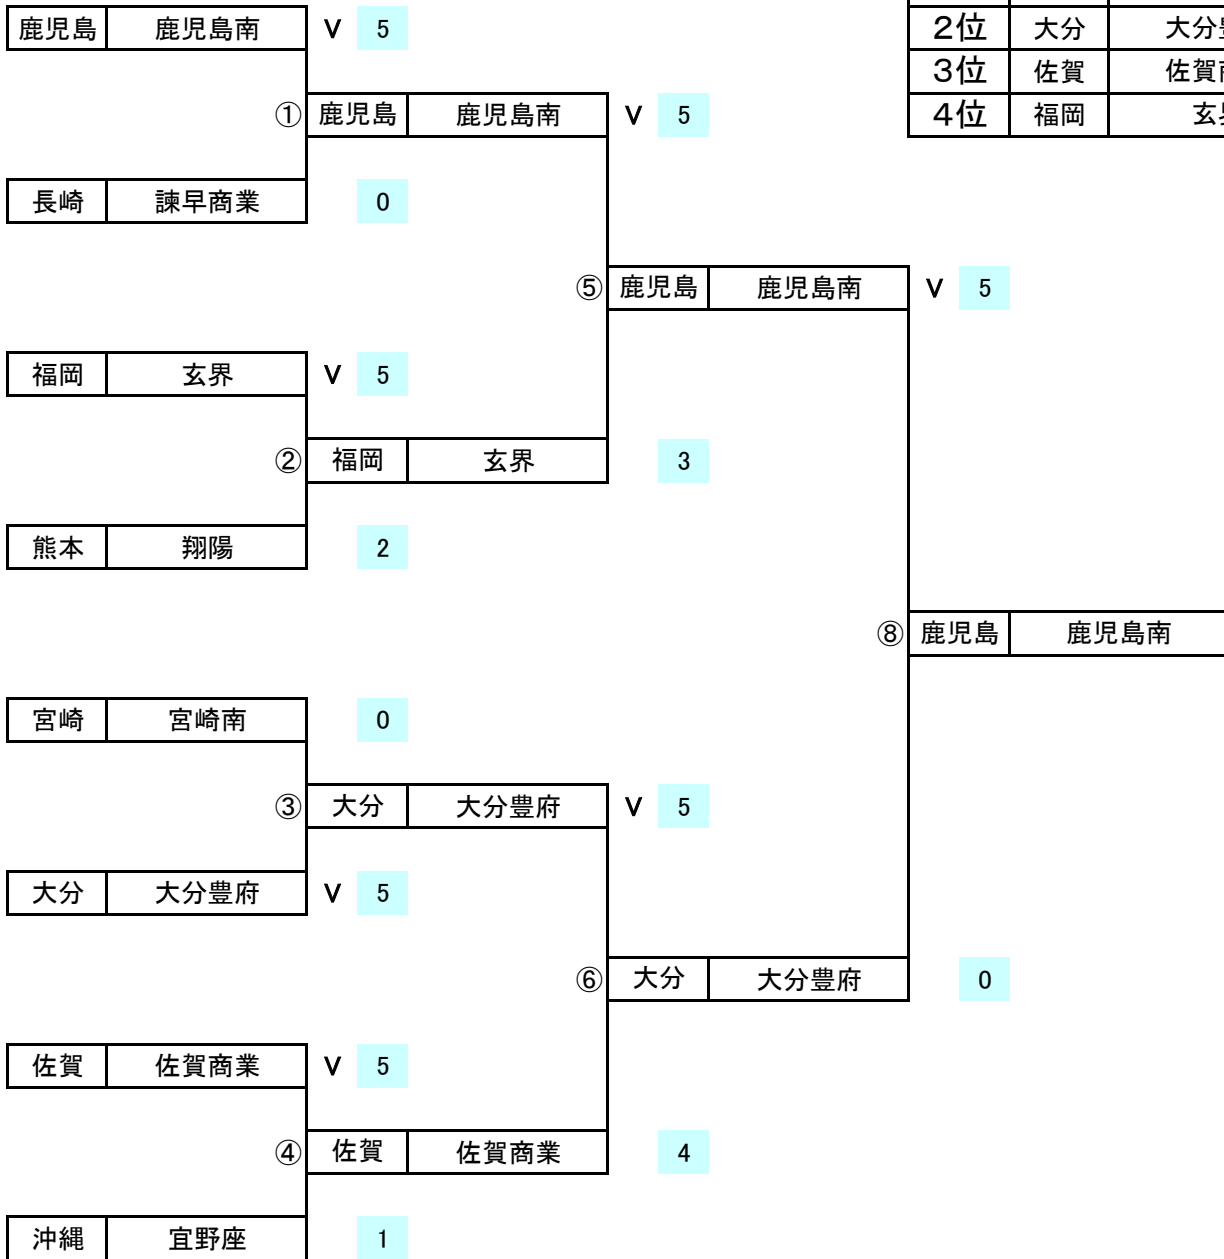 鹿児島 鹿児島南 V 5
2位 大分 大分
① 鹿児島 鹿児島南 V 5
3位 佐賀 佐賀
4位 福岡 玄
長崎 諫早商業 0
⑤ 鹿児島 鹿児島南 V 5
福岡 玄界 V 5
② 福岡 玄界 3
熊本 翔陽 2
⑧ 鹿児島 鹿児島南
宮崎 宮崎南 0
③ 大分 大分豊府 V 5
大分 大分豊府 V 5
⑥ 大分 大分豊府 0
佐賀 佐賀商業 V 5
④ 佐賀 佐賀商業 4
沖縄 宜野座 1